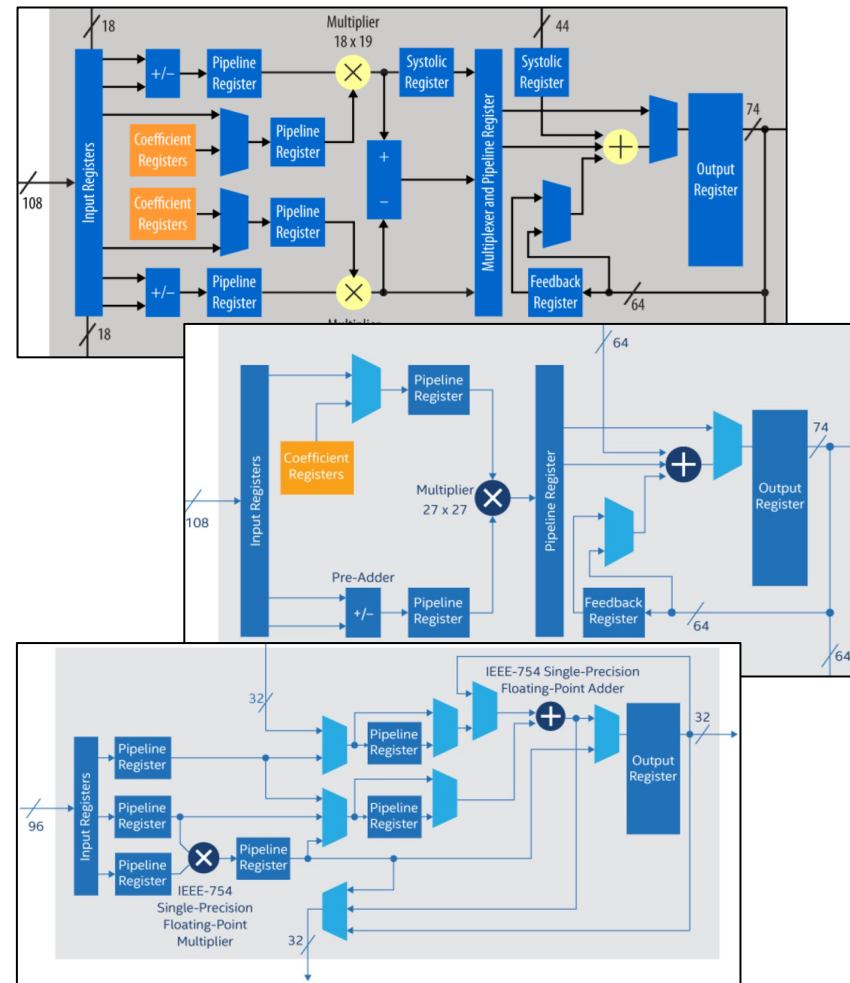 18
Multiplier
18 x 19
44
+/−
Pipeline
Register
Systolic
Register
Systolic
Register
74
Input Registers
Coefficient
Registers
Pipeline
Register
+
−
Multiplexer and Pipeline Register
Output
Register
108
Coefficient
Registers
Pipeline
Register
+/−
Pipeline
Register
Feedback
Register
64
18
64
Input Registers
Pipeline
Register
Coefficient
Registers
Multiplier
27 x 27
Pipeline Register
74
Output
Register
108
Pre-Adder
+/−
Pipeline
Register
Feedback
Register
64
64
IEEE-754 Single-Precision
Floating-Point Adder
32
Input Registers
Pipeline
Register
Pipeline
Register
32
Output
Register
96
Pipeline
Register
Pipeline
Register
Pipeline
Register
Pipeline
Register
IEEE-754
Single-Precision
Floating-Point
Multiplier
32